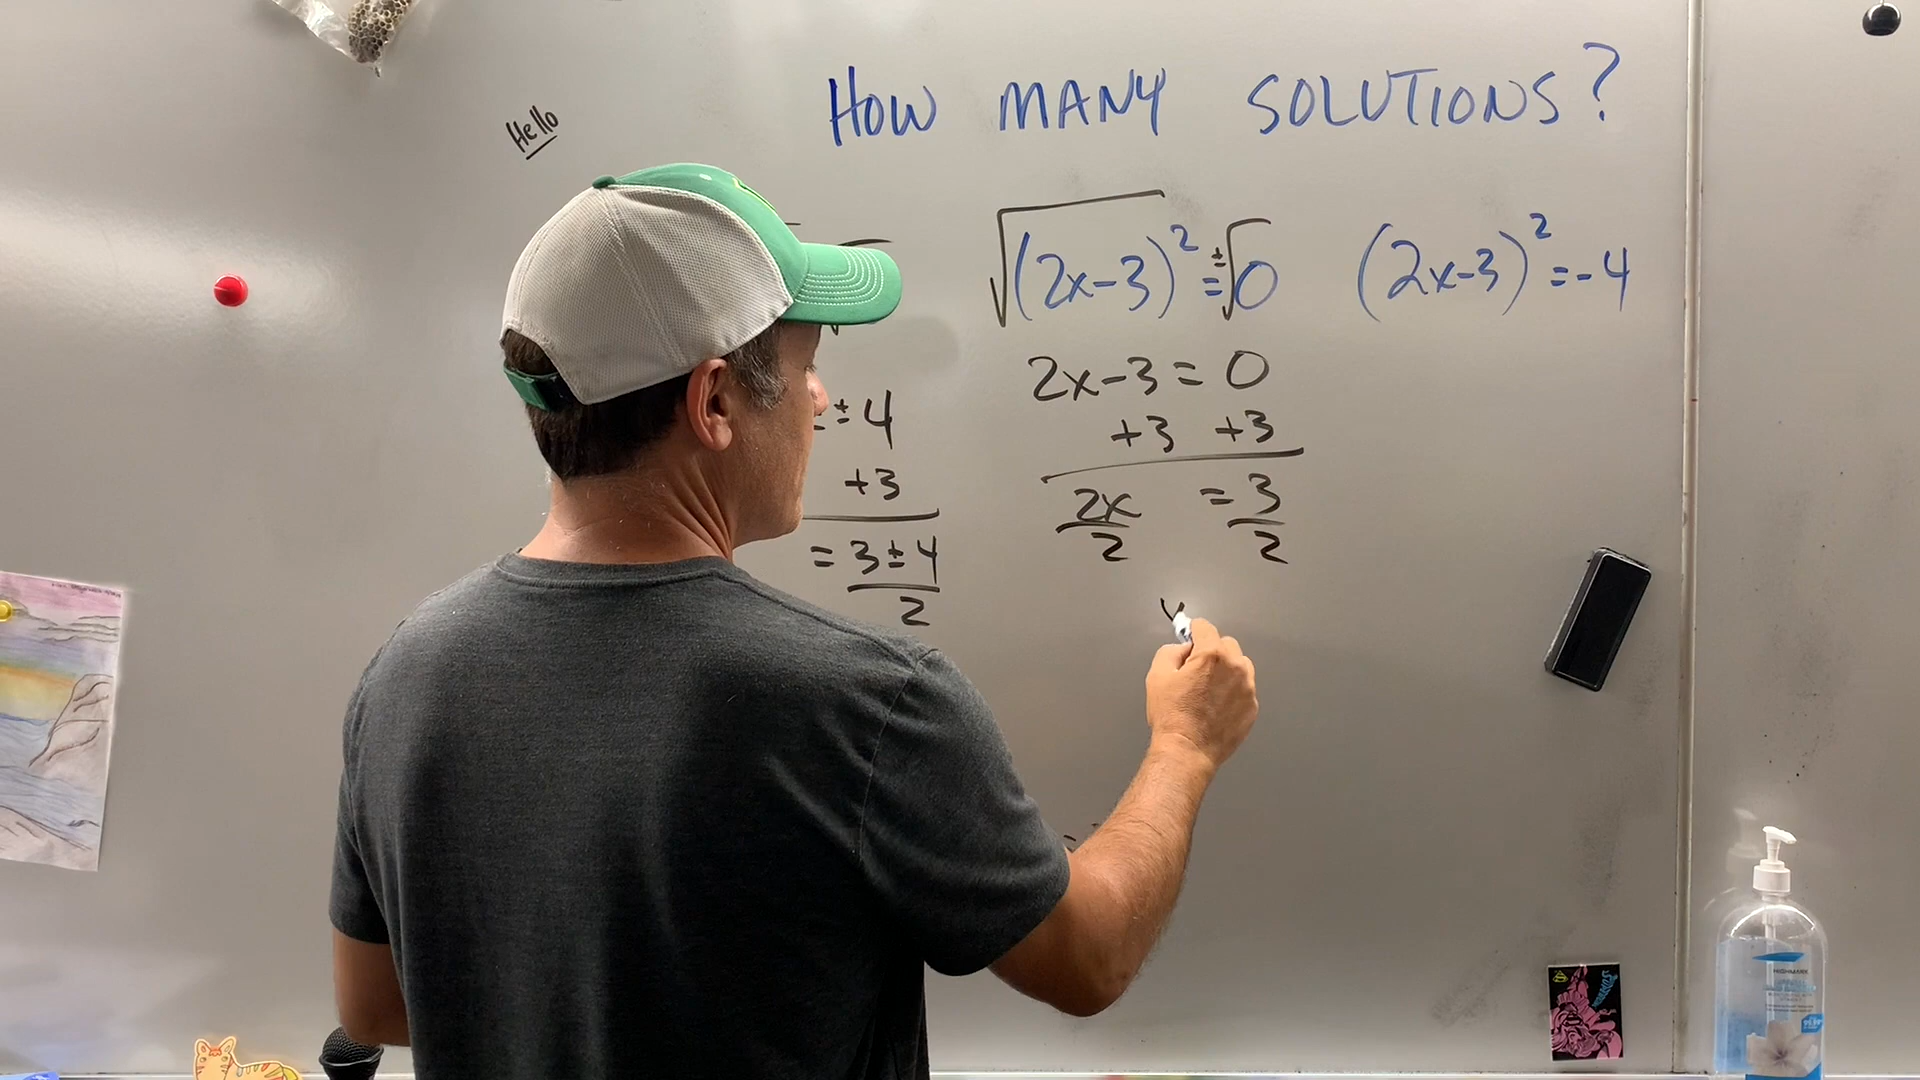 HOW MANY SOLUTIONS?
Hello
±4
+3
= 3±4
2
√(2x-3)² = ±√0
2x-3 = 0
+3 +3
2x = 3
2 2
x
(2x-3)² = -4
HIGHMARK